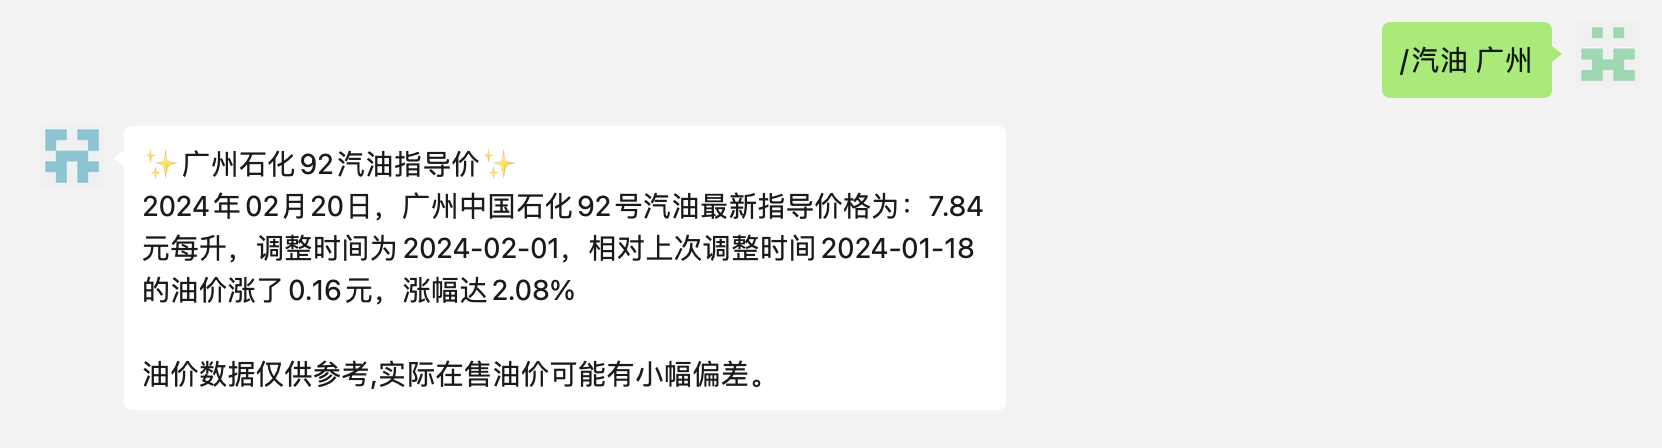 /汽油 广州
✨广州石化92汽油指导价✨
2024年02月20日，广州中国石化92号汽油最新指导价格为：7.84
元每升，调整时间为2024-02-01，相对上次调整时间2024-01-18
的油价涨了0.16元，涨幅达2.08%
油价数据仅供参考,实际在售油价可能有小幅偏差。